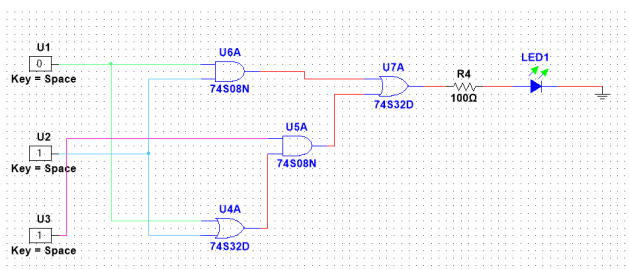 U1
0
Key = Space
U6A
74S08N
U7A
74S32D
R4
100Ω
LED1
U2
1
Key = Space
U5A
74S08N
U3
1
Key = Space
U4A
74S32D